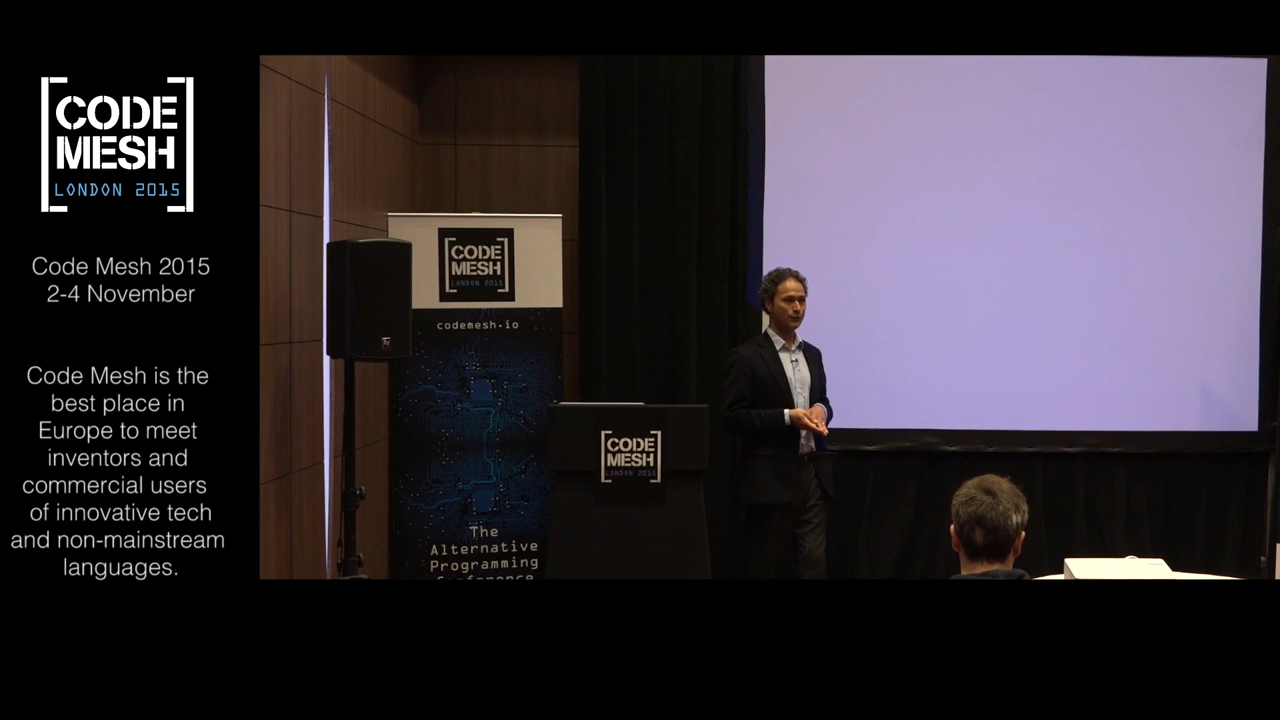 CODE
MESH
LONDON 2015
Code Mesh 2015
2-4 November
Code Mesh is the
best place in
Europe to meet
inventors and
commercial users
of innovative tech
and non-mainstream
languages.
CODE
MESH
LONDON 2015
codemesh.io
The
Alternative
Programming
Conference
CODE
MESH
LONDON 2015